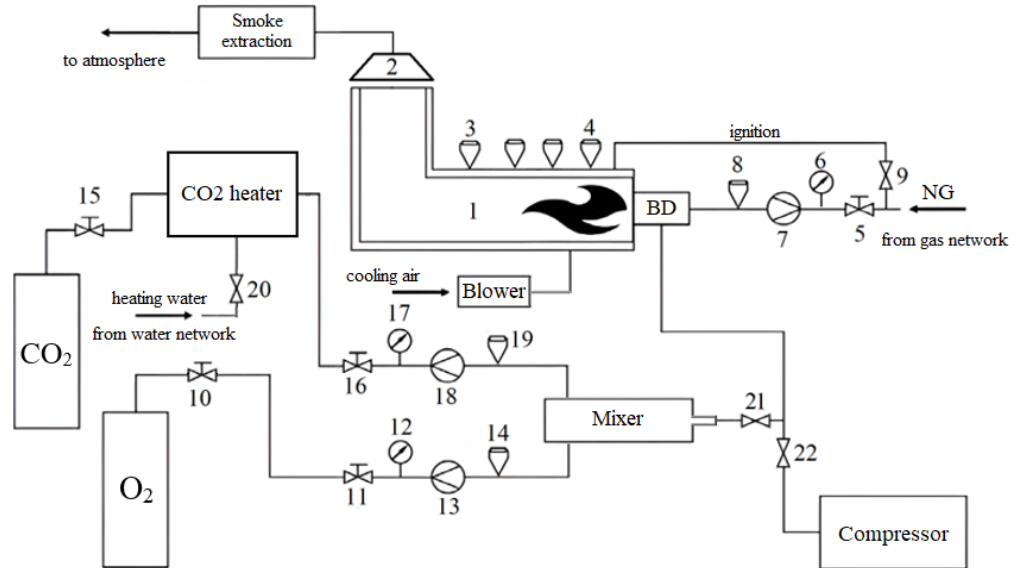 Smoke
extraction
to atmosphere
2
3
4
ignition
6
8
9
NG
15
CO2 heater
1
BD
7
5
from gas network
cooling air
Blower
20
heating water
from water network
17
19
CO₂
16
18
10
Mixer
21
12
14
22
O₂
11
13
Compressor